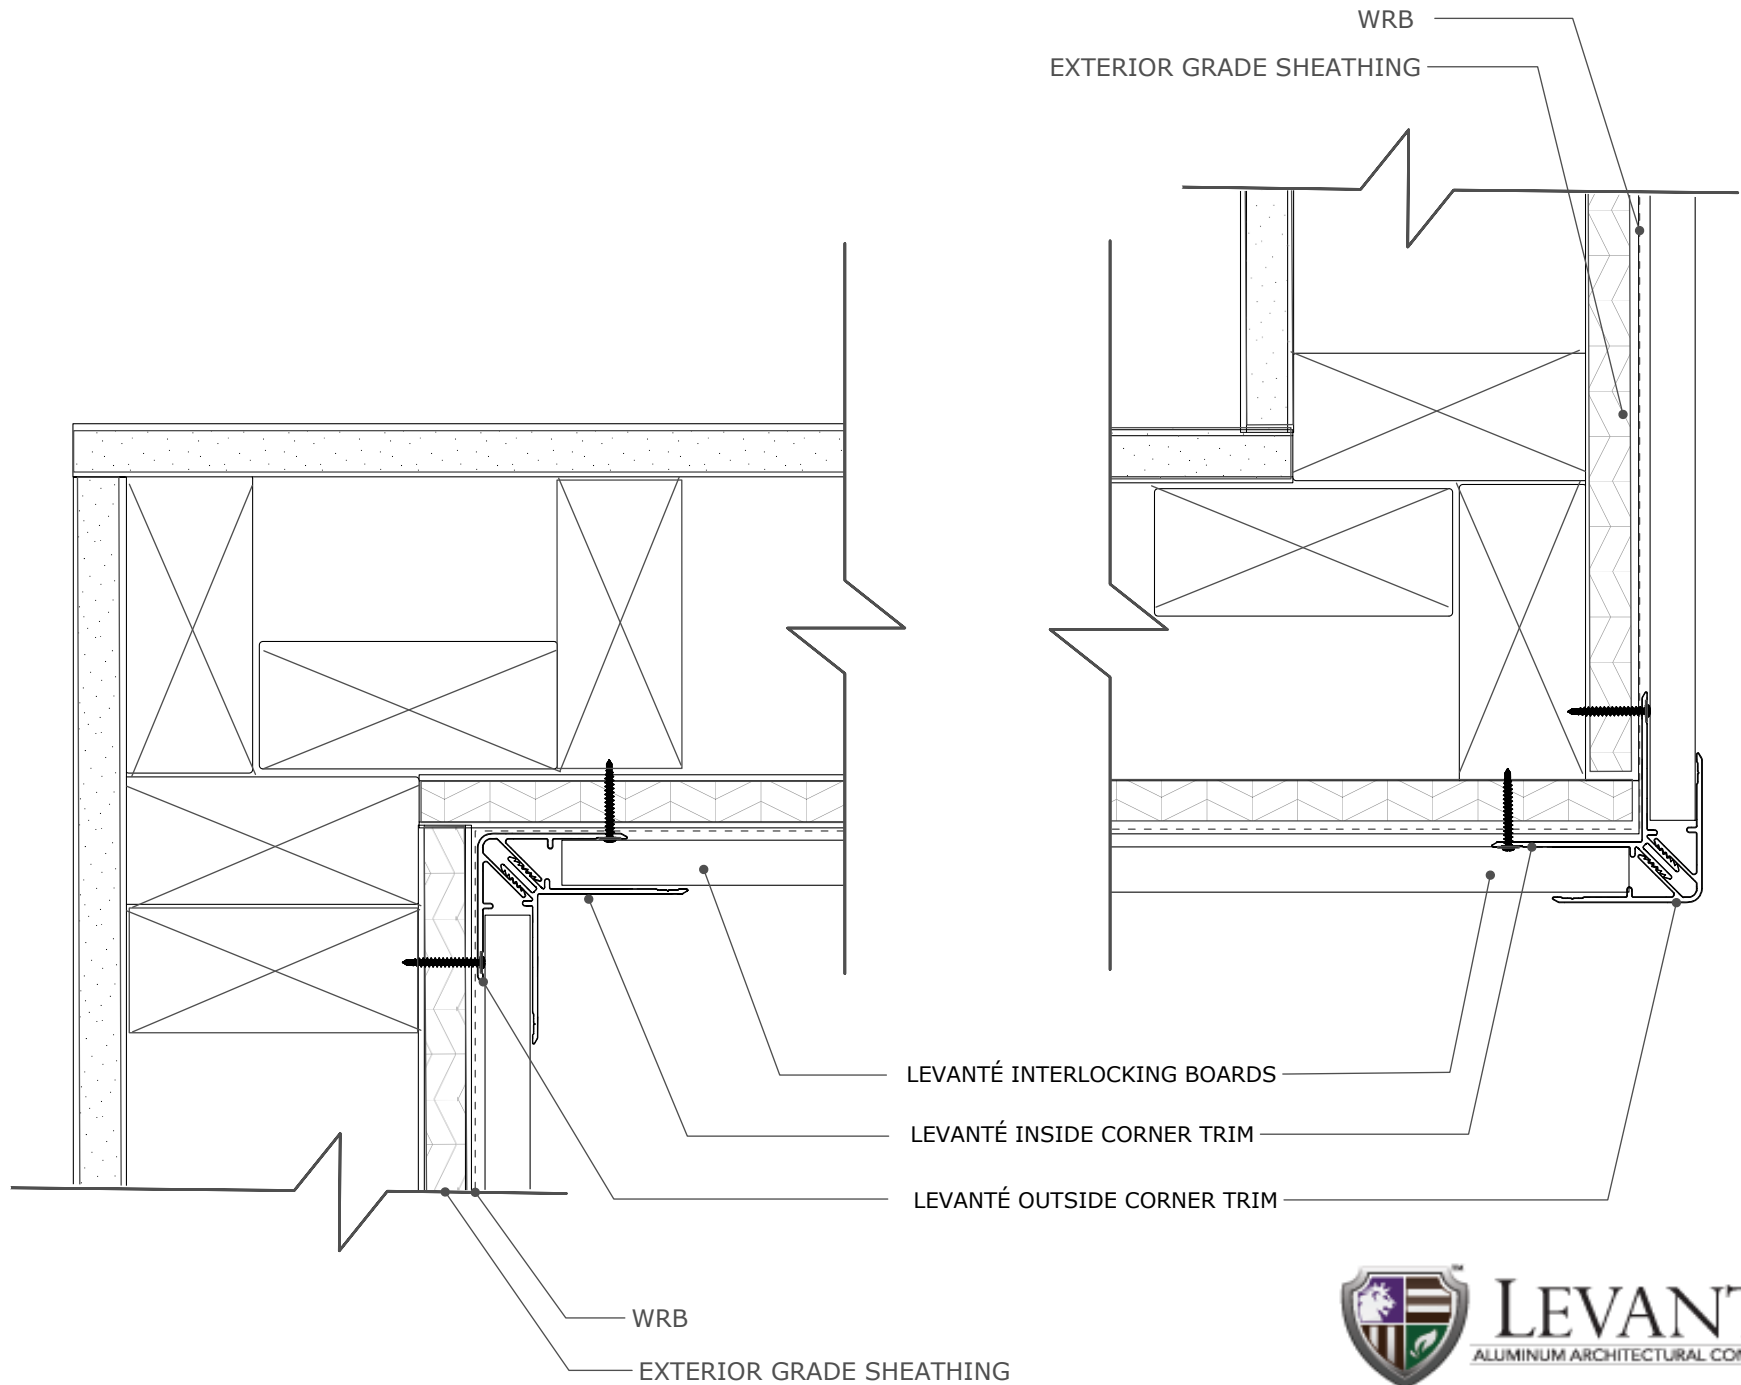 WRB
EXTERIOR GRADE SHEATHING
LEVANTÉ INTERLOCKING BOARDS
LEVANTÉ INSIDE CORNER TRIM
LEVANTÉ OUTSIDE CORNER TRIM
WRB
EXTERIOR GRADE SHEATHING
LEVANT
ALUMINUM ARCHITECTURAL